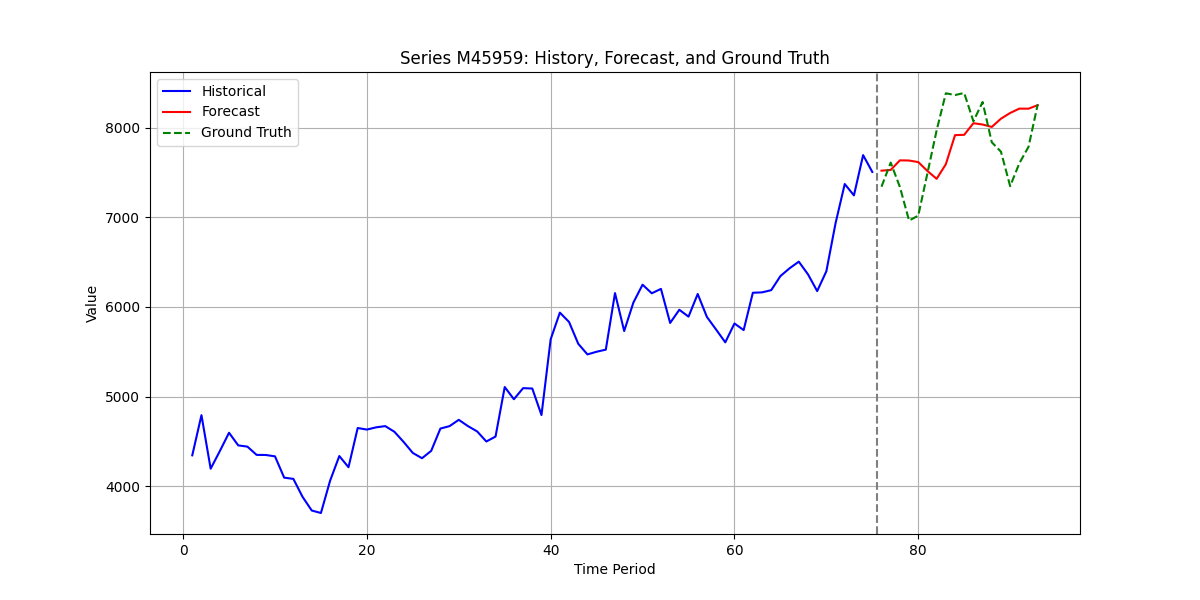 Series M45959: History, Forecast, and Ground Truth
Historical
Forecast
Ground Truth
8000
7000
6000
5000
4000
Value
0 20 40 60 80
Time Period